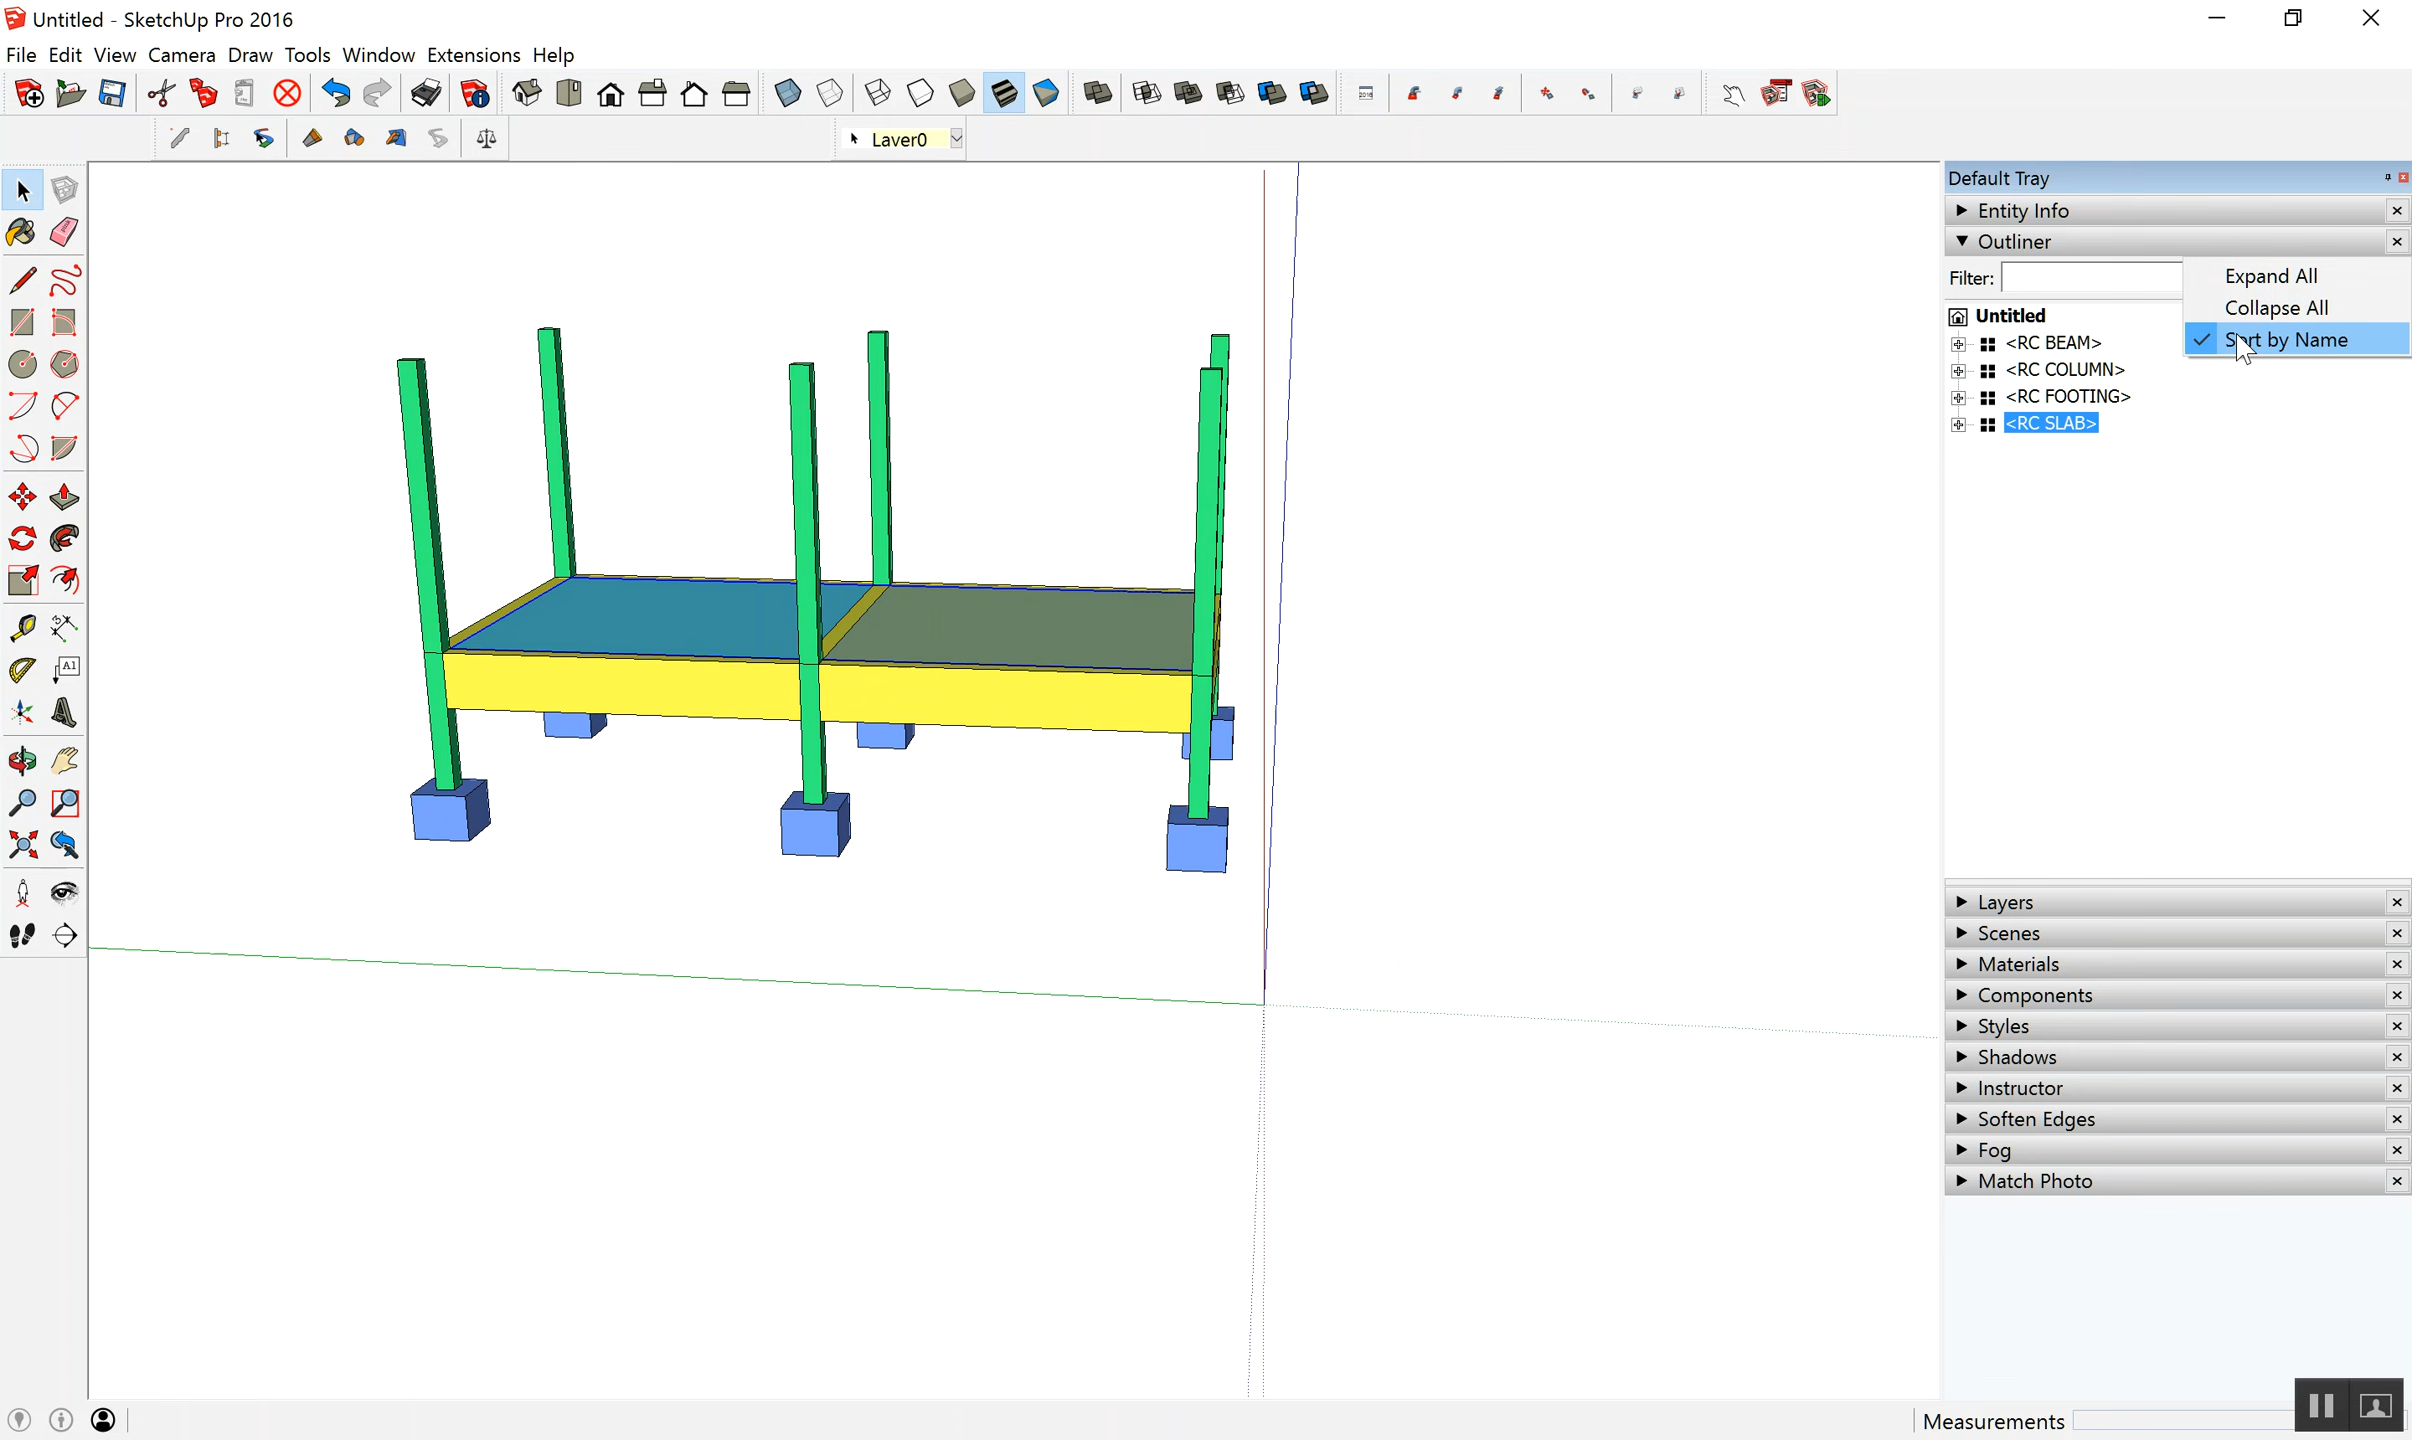 Untitled - SketchUp Pro 2016
File Edit View Camera Draw Tools Window Extensions Help
Layer0
Default Tray
Entity Info
Outliner
Filter:
Expand All
Collapse All
Sort by Name
Untitled
<RC BEAM>
<RC COLUMN>
<RC FOOTING>
<RC SLAB>
A1
Layers
Scenes
Materials
Components
Styles
Shadows
Instructor
Soften Edges
Fog
Match Photo
Measurements